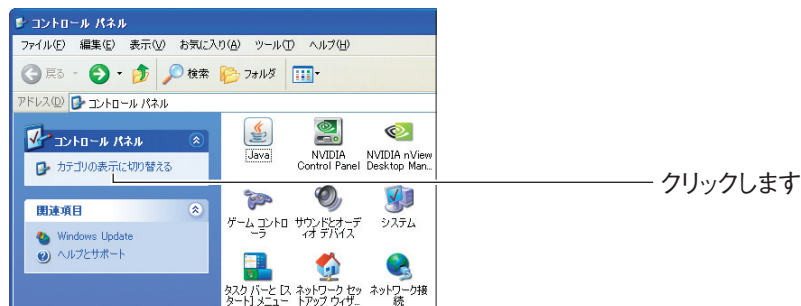 コントロール パネル
ファイル(F) 編集(E) 表示(V) お気に入り(A) ツール(T) ヘルプ(H)
戻る 検索 フォルダ
アドレス(D) コントロール パネル
コントロール パネル
カテゴリの表示に切り替える
クリックします
関連項目
Windows Update
ヘルプとサポート
Java
NVIDIA
Control Panel
NVIDIA nView
Desktop Man...
ゲーム コントロ
ーラ
サウンドとオーデ
ィオ デバイス
システム
タスク バーと [ス
タート] メニュー
ネットワーク セッ
トアップ ウィザ...
ネットワーク接
続